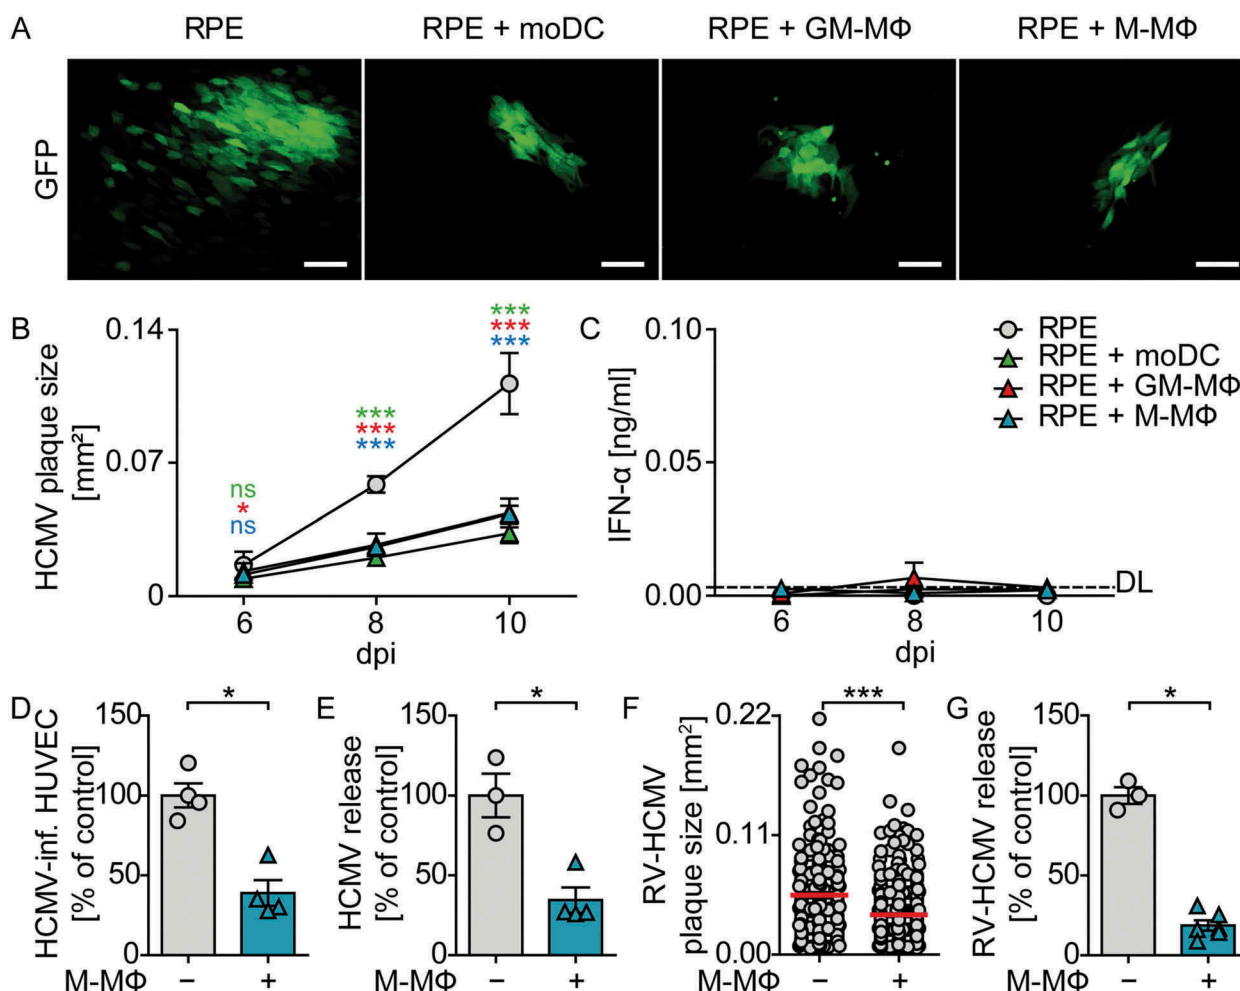 A
RPE
RPE + moDC
RPE + GM-MΦ
RPE + M-MΦ
GFP
B
HCMV plaque size
[mm²]
0.14
0.07
0
ns
*
ns
***
***
***
***
***
***
6
8
10
dpi
C
IFN-α [ng/ml]
0.10
0.05
0.00
DL
6
8
10
dpi
RPE
RPE + moDC
RPE + GM-MΦ
RPE + M-MΦ
D
HCMV-inf. HUVEC
[% of control]
150
100
50
0
*
M-MΦ − +
E
HCMV release
[% of control]
150
100
50
0
*
M-MΦ − +
F
RV-HCMV
plaque size [mm²]
0.22
0.11
0.00
***
M-MΦ − +
G
RV-HCMV release
[% of control]
150
100
50
0
*
M-MΦ − +